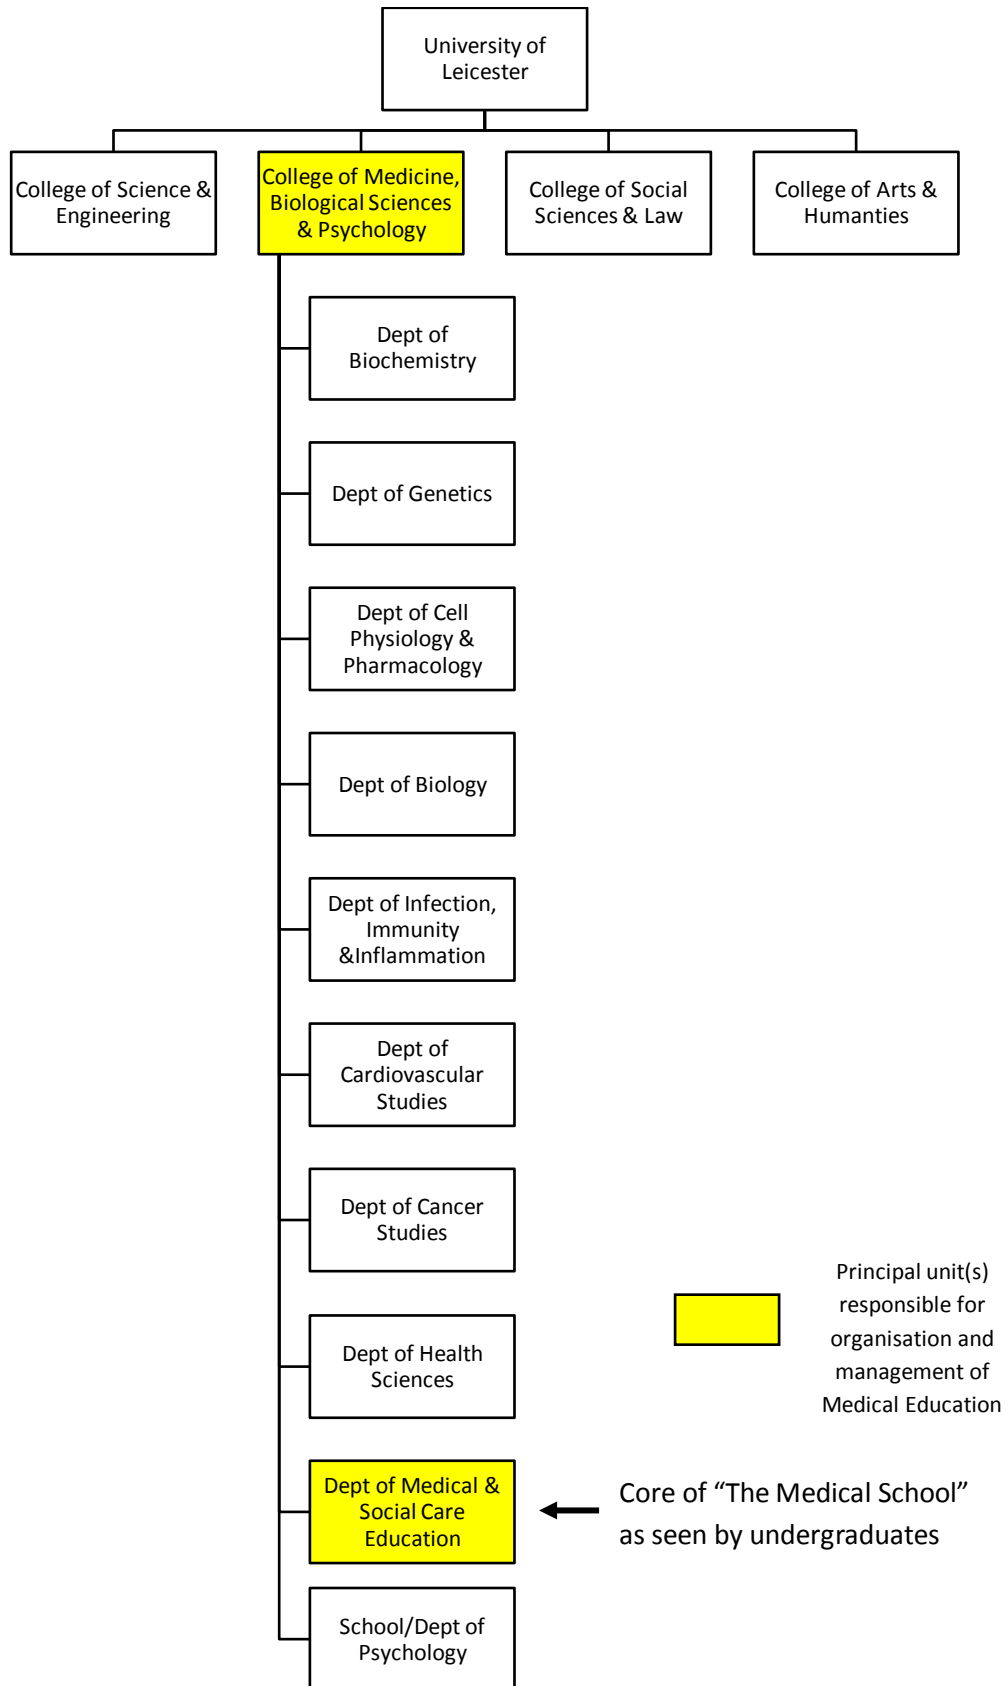 University of
Leicester
College of Science &
Engineering
College of Medicine,
Biological Sciences
& Psychology
College of Social
Sciences & Law
College of Arts &
Humanties
Dept of
Biochemistry
Dept of Genetics
Dept of Cell
Physiology &
Pharmacology
Dept of Biology
Dept of Infection,
Immunity
&Inflammation
Dept of
Cardiovascular
Studies
Dept of Cancer
Studies
Dept of Health
Sciences
Principal unit(s)
responsible for
organisation and
management of
Medical Education
Dept of Medical &
Social Care
Education
Core of “The Medical School”
as seen by undergraduates
School/Dept of
Psychology